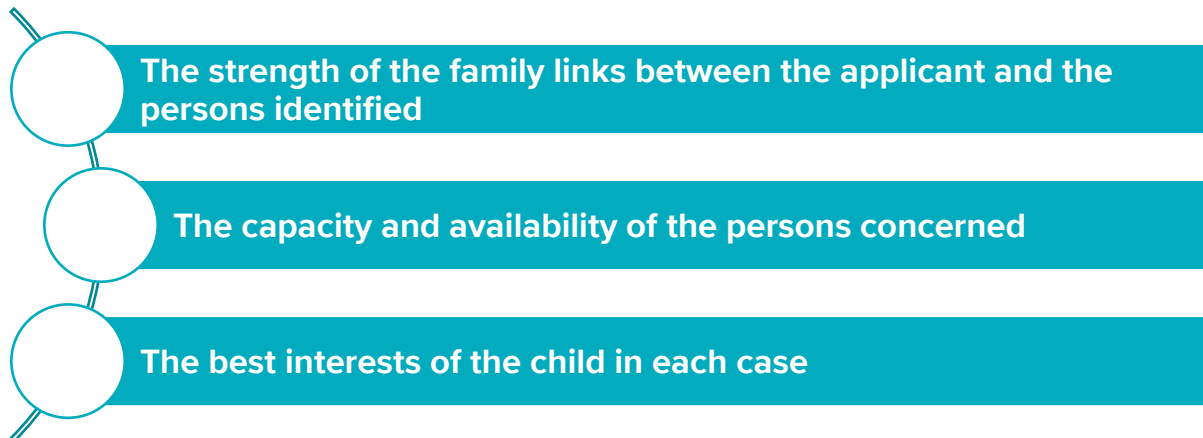 The strength of the family links between the applicant and the
persons identified
The capacity and availability of the persons concerned
The best interests of the child in each case